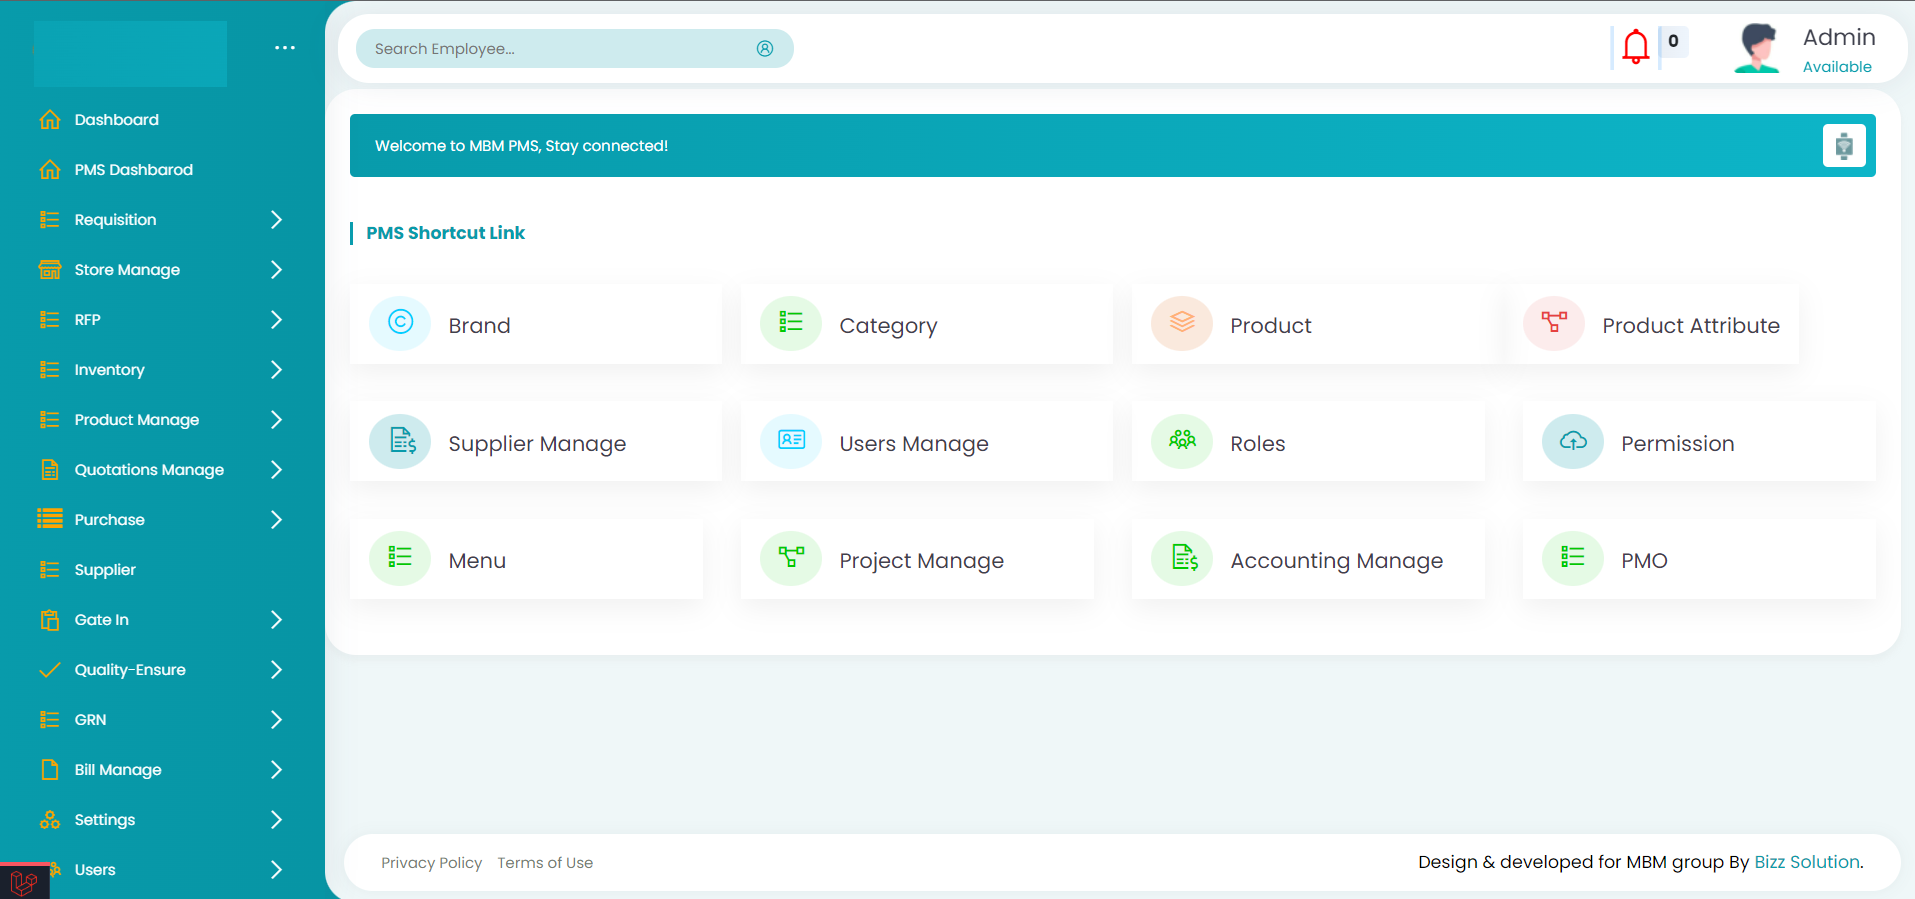 Dashboard
PMS Dashbarod
Requisition
Store Manage
RFP
Inventory
Product Manage
Quotations Manage
Purchase
Supplier
Gate In
Quality-Ensure
GRN
Bill Manage
Settings
Users
Search Employee...
0
Admin
Available
Welcome to MBM PMS, Stay connected!
PMS Shortcut Link
Brand
Category
Product
Product Attribute
Supplier Manage
Users Manage
Roles
Permission
Menu
Project Manage
Accounting Manage
PMO
Privacy Policy Terms of Use
Design & developed for MBM group By Bizz Solution.